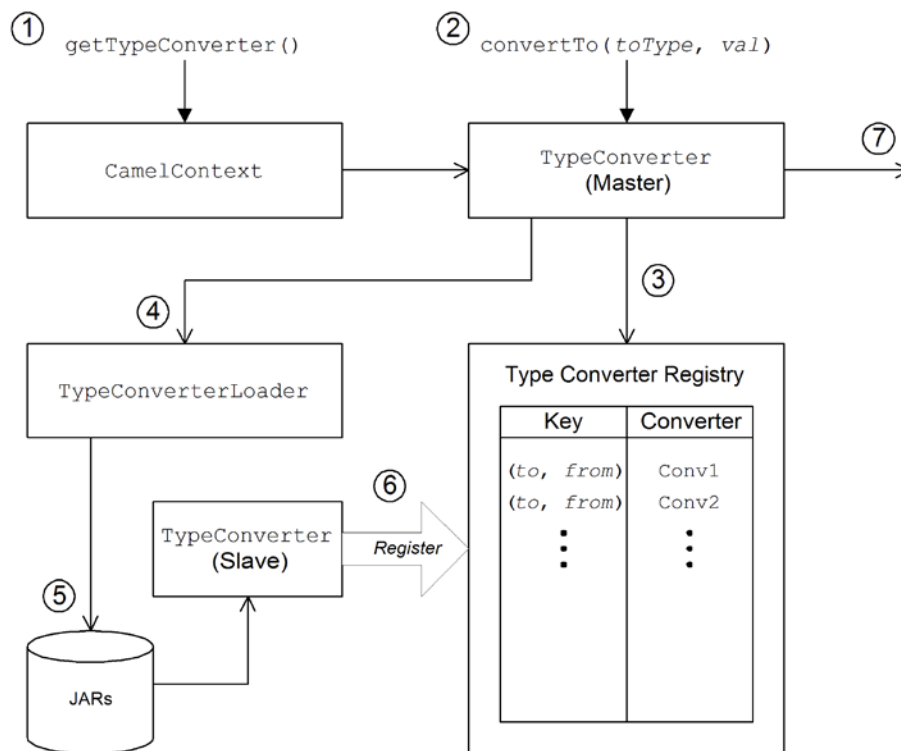 1
getTypeConverter()
2
convertTo(toType, val)
CamelContext
TypeConverter
(Master)
7
3
4
TypeConverterLoader
Type Converter Registry
Key Converter
(to, from) Conv1
(to, from) Conv2
6
TypeConverter
(Slave)
Register
5
JARs